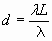 d = λL / λ